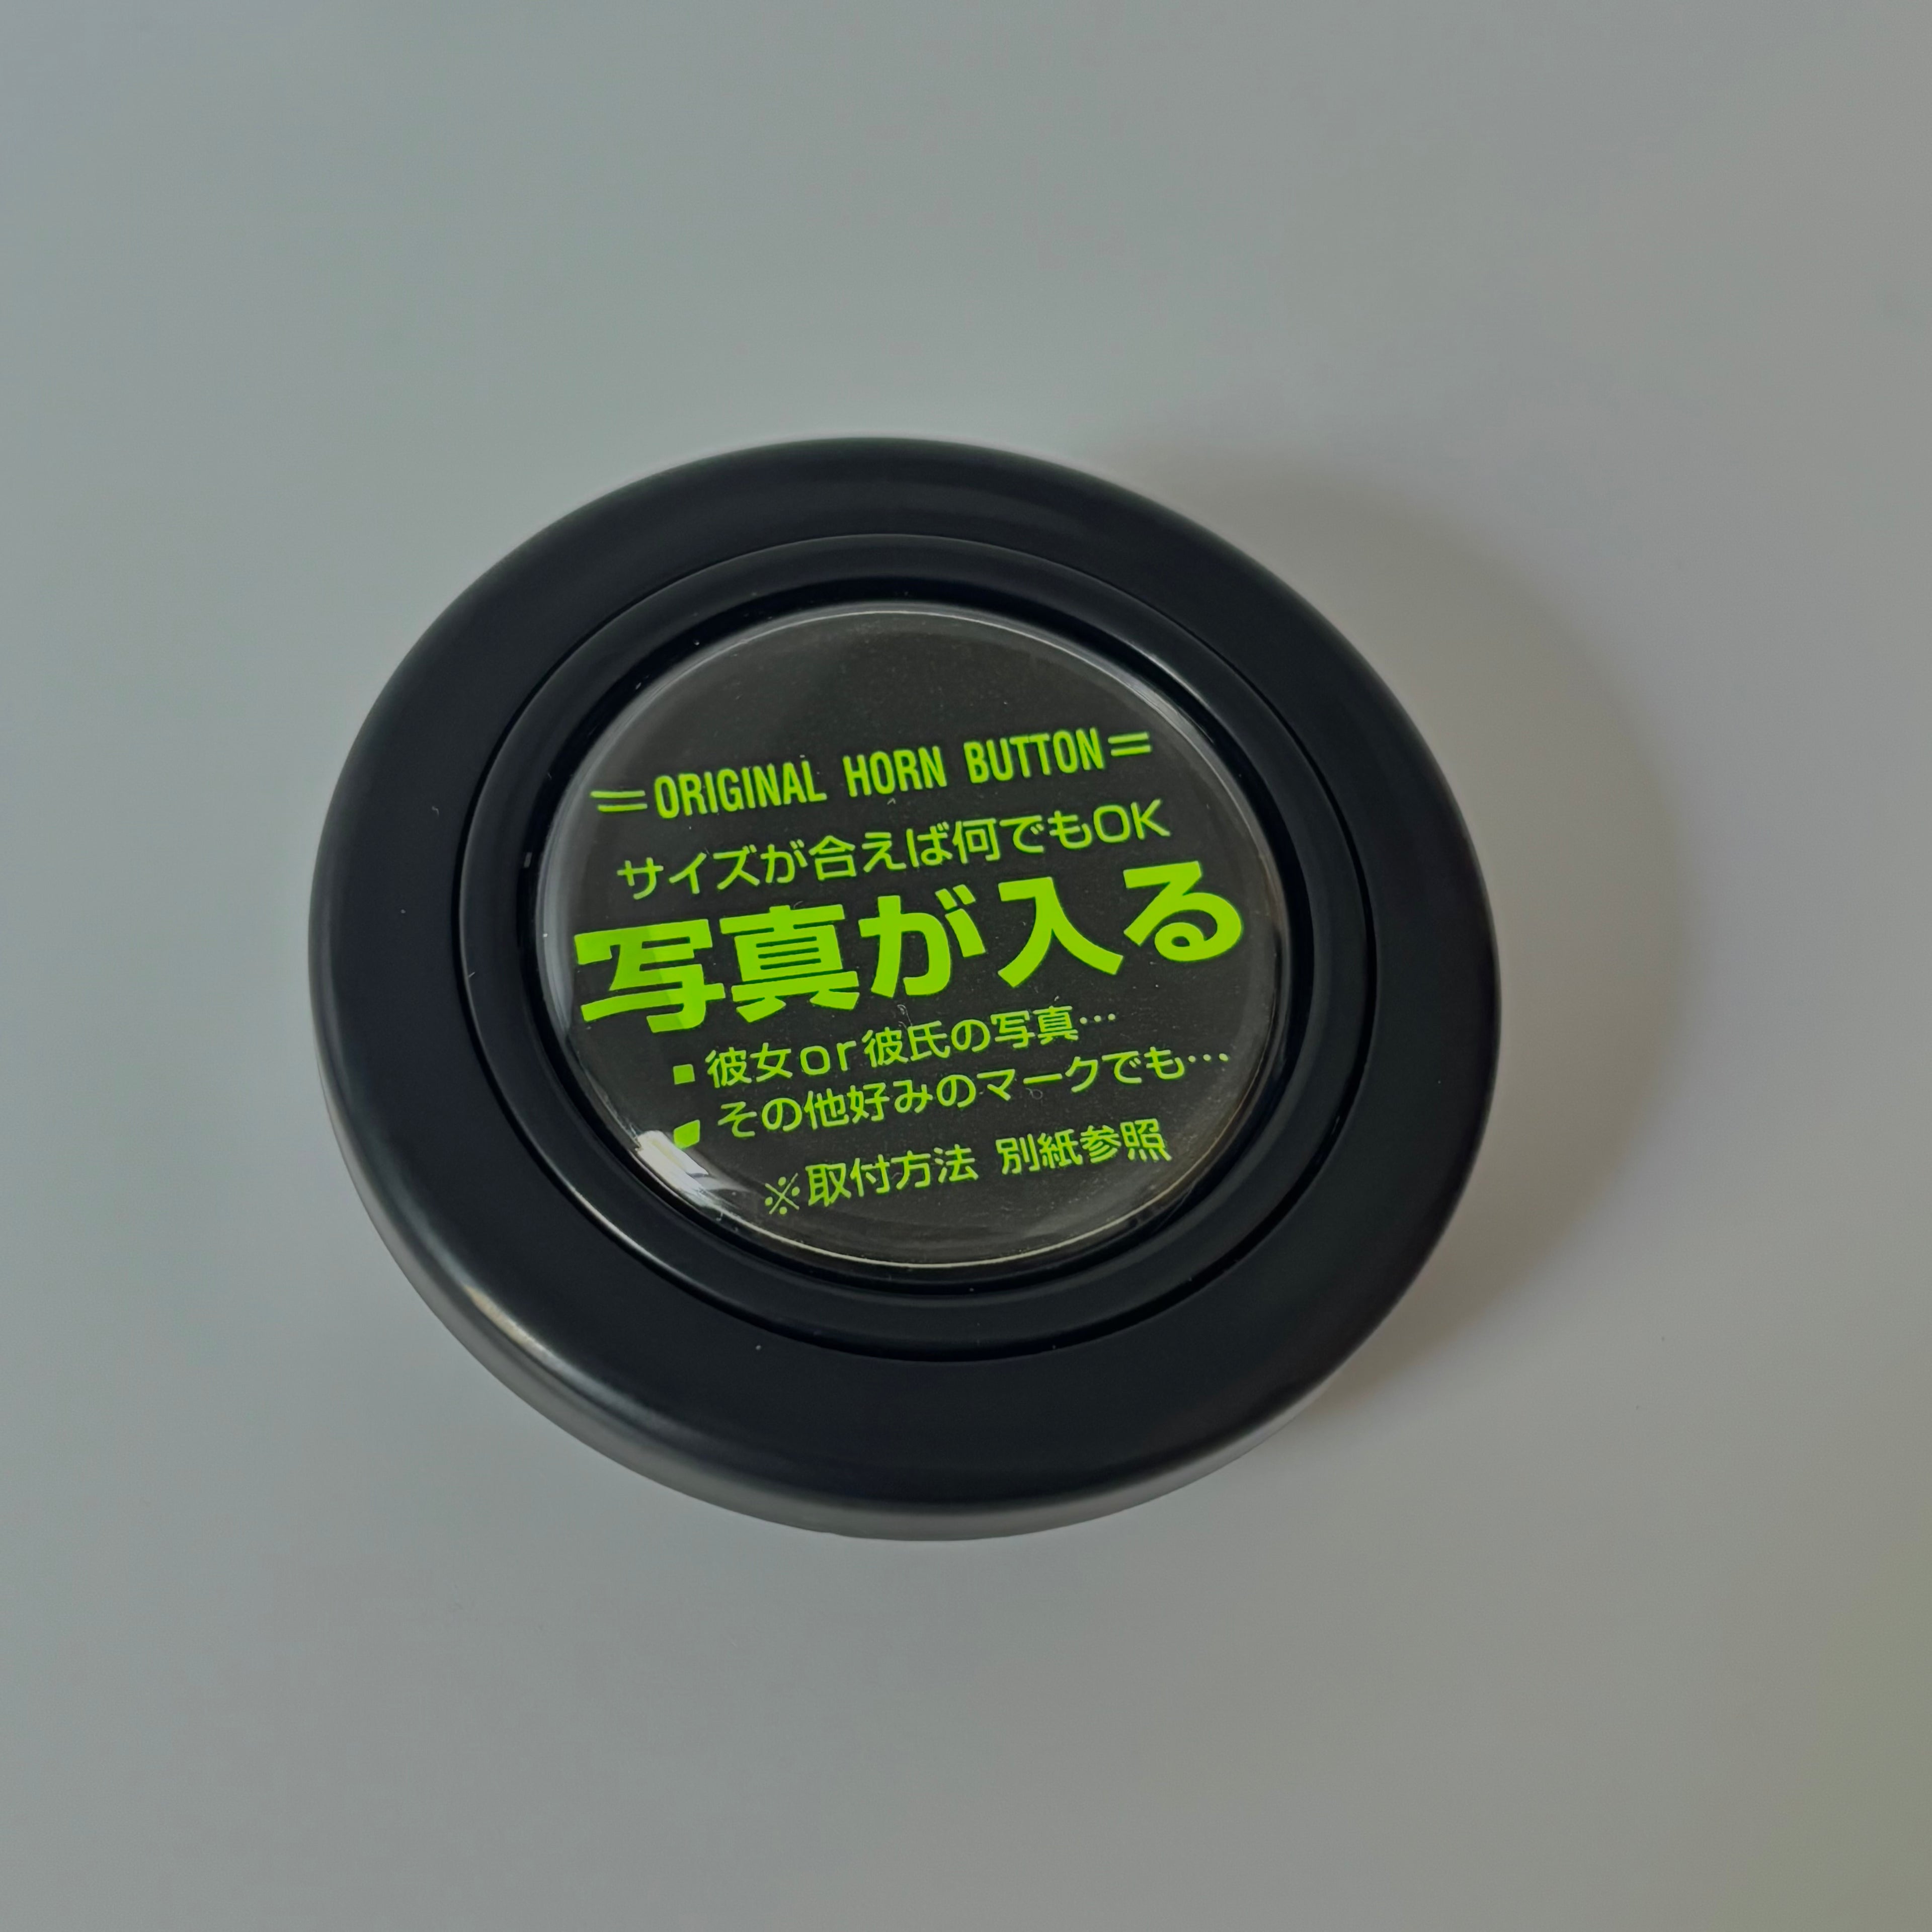 =ORIGINAL HORN BUTTON=
サイズが合えば何でもOK
写真が入る
■ 彼女or彼氏の写真…
■ その他好みのマークでも…
※取付方法 別紙参照